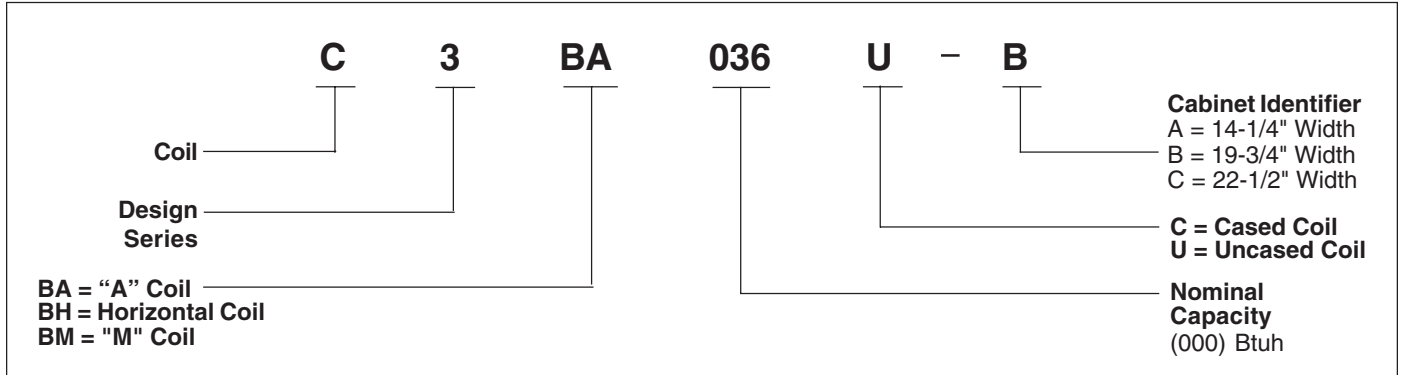 C 3 BA 036 U – B
Cabinet Identifier
A = 14-1/4" Width
B = 19-3/4" Width
C = 22-1/2" Width
Coil
Design
Series
C = Cased Coil
U = Uncased Coil
BA = “A” Coil
BH = Horizontal Coil
BM = "M" Coil
Nominal
Capacity
(000) Btuh